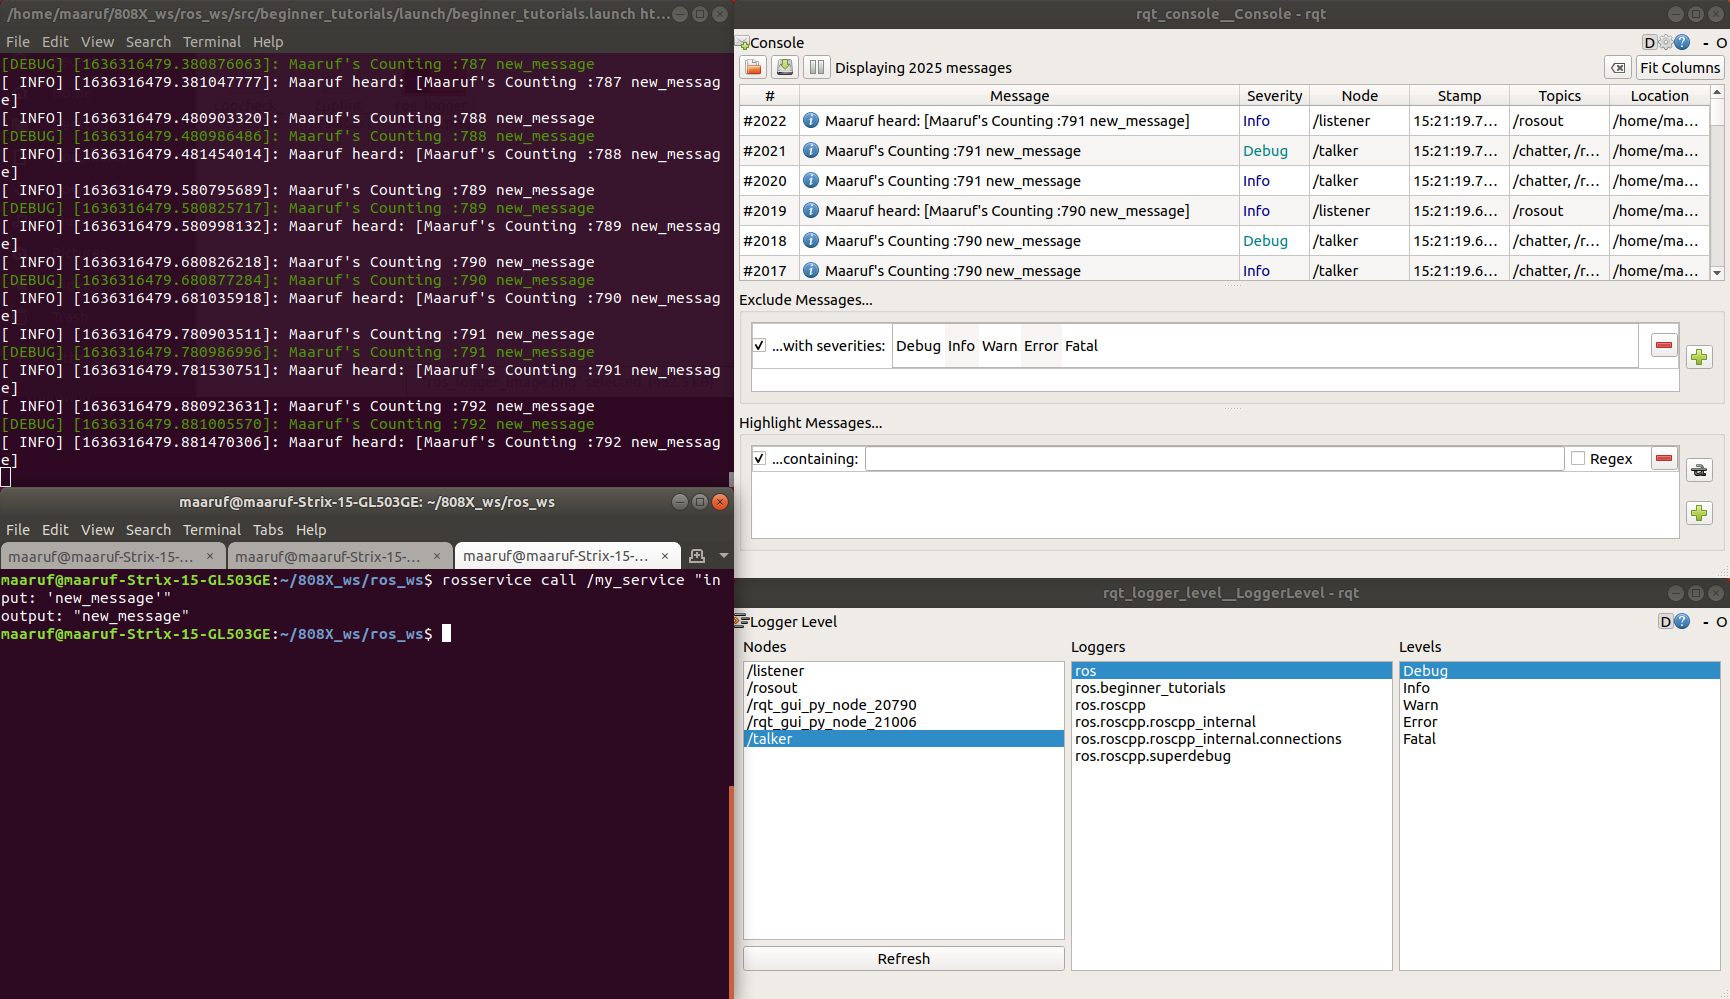 /home/maaruf/808X_ws/ros_ws/src/beginner_tutorials/launch/beginner_tutorials.launch ht...
File Edit View Search Terminal Help
[DEBUG] [1636316479.380876063]: Maaruf's Counting :787 new_message
[ INFO] [1636316479.381047777]: Maaruf heard: [Maaruf's Counting :787 new_messag
e]
[ INFO] [1636316479.480903320]: Maaruf's Counting :788 new_message
[DEBUG] [1636316479.480986486]: Maaruf's Counting :788 new_message
[ INFO] [1636316479.481454014]: Maaruf heard: [Maaruf's Counting :788 new_messag
e]
[ INFO] [1636316479.580795689]: Maaruf's Counting :789 new_message
[DEBUG] [1636316479.580825717]: Maaruf's Counting :789 new_message
[ INFO] [1636316479.580998132]: Maaruf heard: [Maaruf's Counting :789 new_messag
e]
[ INFO] [1636316479.680826218]: Maaruf's Counting :790 new_message
[DEBUG] [1636316479.680877284]: Maaruf's Counting :790 new_message
[ INFO] [1636316479.681035918]: Maaruf heard: [Maaruf's Counting :790 new_messag
e]
[ INFO] [1636316479.780903511]: Maaruf's Counting :791 new_message
[DEBUG] [1636316479.780986996]: Maaruf's Counting :791 new_message
[ INFO] [1636316479.781530751]: Maaruf heard: [Maaruf's Counting :791 new_messag
e]
[ INFO] [1636316479.880923631]: Maaruf's Counting :792 new_message
[DEBUG] [1636316479.881005570]: Maaruf's Counting :792 new_message
[ INFO] [1636316479.881470306]: Maaruf heard: [Maaruf's Counting :792 new_messag
e]
maaruf@maaruf-Strix-15-GL503GE: ~/808X_ws/ros_ws
File Edit View Search Terminal Tabs Help
maaruf@maaruf-Strix-15-... × maaruf@maaruf-Strix-15-... × maaruf@maaruf-Strix-15-... ×
maaruf@maaruf-Strix-15-GL503GE:~/808X_ws/ros_ws$ rosservice call /my_service "in
put: 'new_message'"
output: "new_message"
maaruf@maaruf-Strix-15-GL503GE:~/808X_ws/ros_ws$
rqt_console__Console - rqt
Console D ? - O
Displaying 2025 messages Fit Columns
# Message Severity Node Stamp Topics Location
#2022 Maaruf heard: [Maaruf's Counting :791 new_message] Info /listener 15:21:19.7... /rosout /home/ma...
#2021 Maaruf's Counting :791 new_message Debug /talker 15:21:19.7... /chatter, /r... /home/ma...
#2020 Maaruf's Counting :791 new_message Info /talker 15:21:19.7... /chatter, /r... /home/ma...
#2019 Maaruf heard: [Maaruf's Counting :790 new_message] Info /listener 15:21:19.6... /rosout /home/ma...
#2018 Maaruf's Counting :790 new_message Debug /talker 15:21:19.6... /chatter, /r... /home/ma...
#2017 Maaruf's Counting :790 new_message Info /talker 15:21:19.6... /chatter, /r... /home/ma...
Exclude Messages...
...with severities: Debug Info Warn Error Fatal
Highlight Messages...
...containing: Regex
rqt_logger_level__LoggerLevel - rqt
Logger Level D ? - O
Nodes
/listener
/rosout
/rqt_gui_py_node_20790
/rqt_gui_py_node_21006
/talker
Refresh
Loggers
ros
ros.beginner_tutorials
ros.roscpp
ros.roscpp.roscpp_internal
ros.roscpp.roscpp_internal.connections
ros.roscpp.superdebug
Levels
Debug
Info
Warn
Error
Fatal